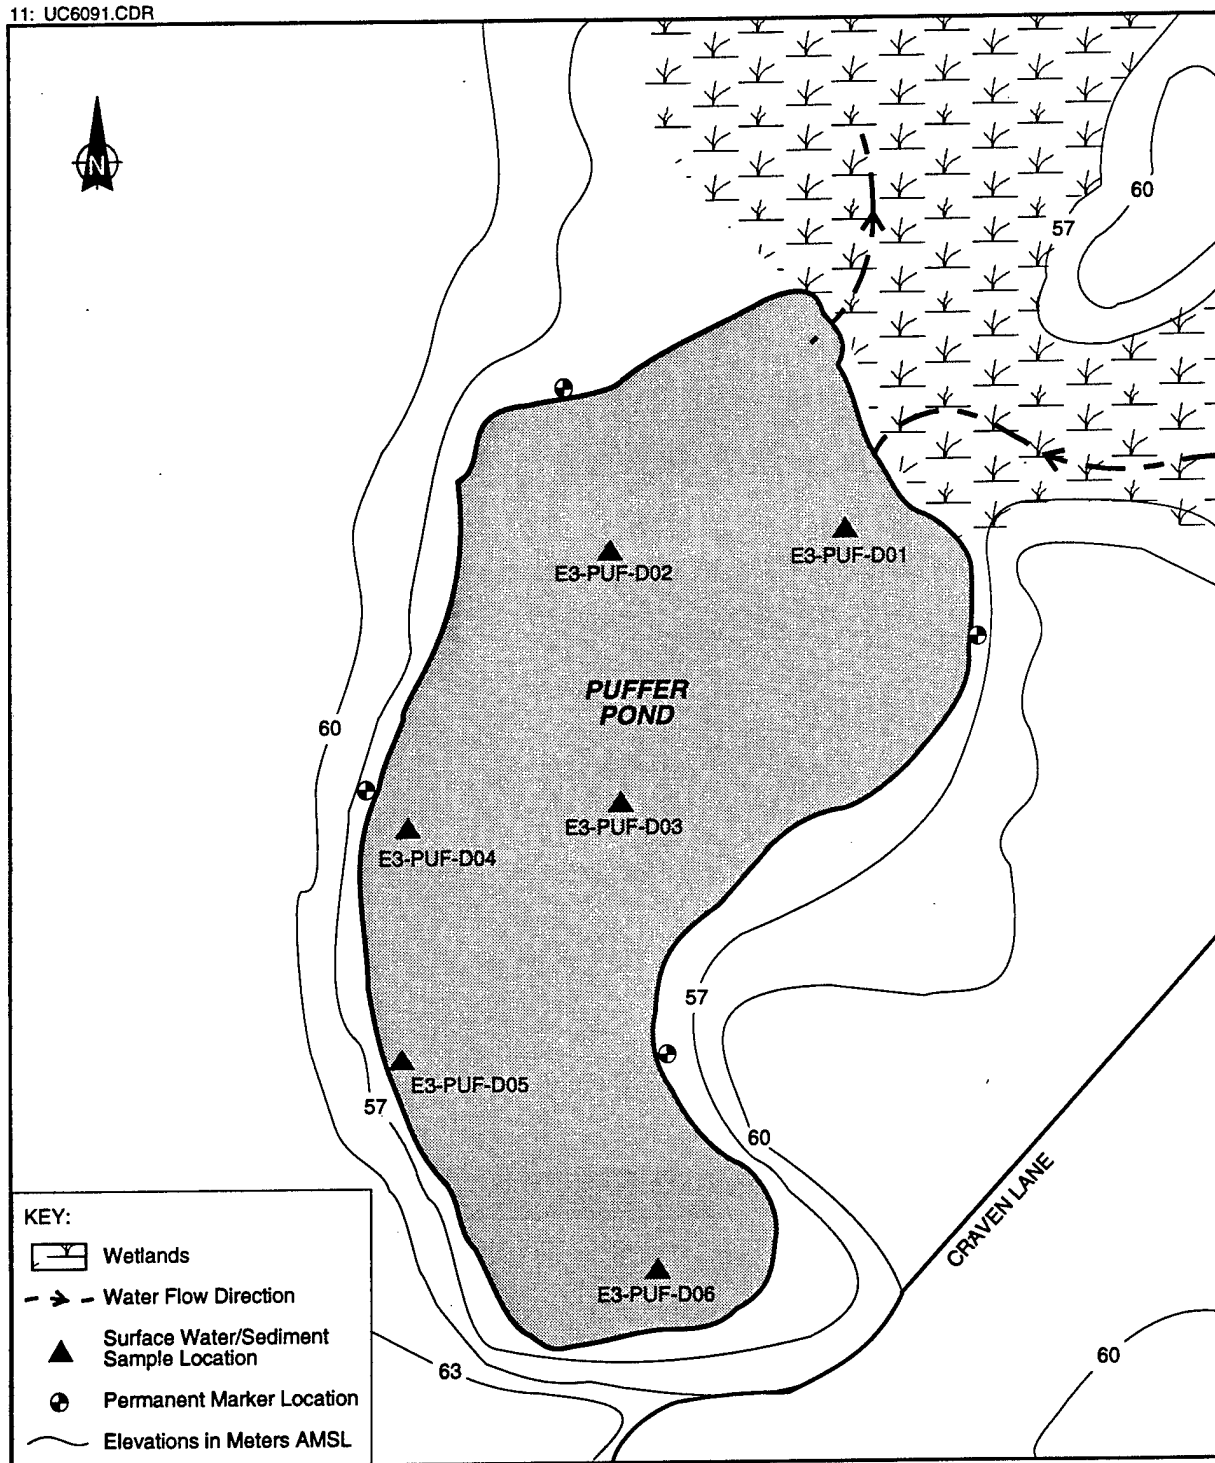 11: UC6091.CDR
N
60
57
E3-PUF-D01
E3-PUF-D02
PUFFER
POND
60
E3-PUF-D03
E3-PUF-D04
57
E3-PUF-D05
57
60
CRAVEN LANE
E3-PUF-D06
60
63
KEY:
Wetlands
Water Flow Direction
Surface Water/Sediment
Sample Location
Permanent Marker Location
Elevations in Meters AMSL